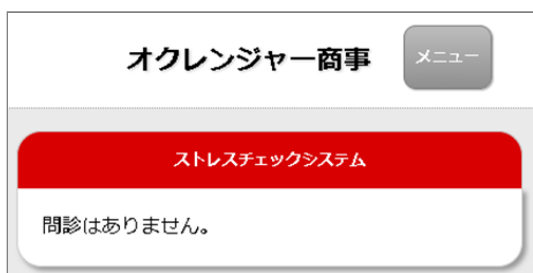 オクレンジャー商事
メニュー
ストレスチェックシステム
問診はありません。